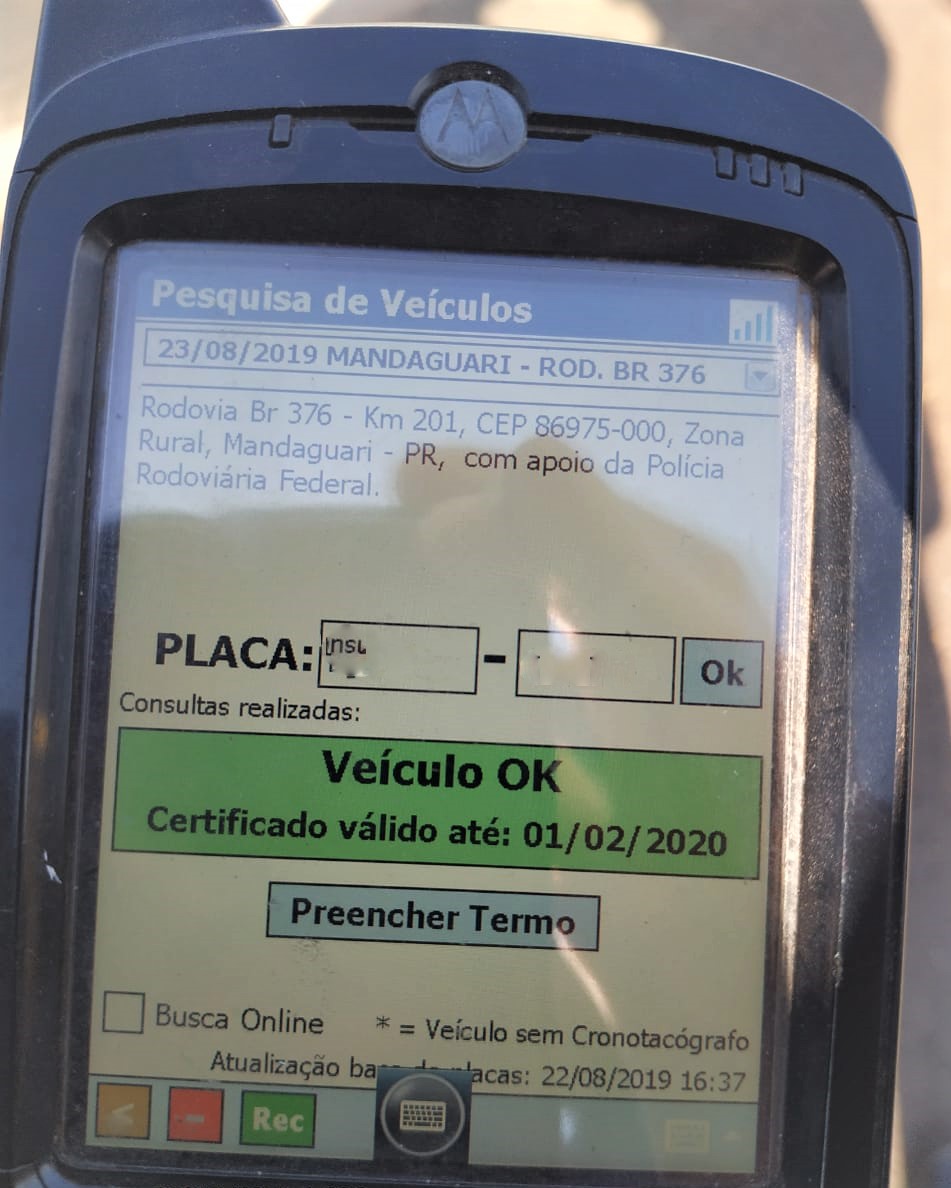 Pesquisa de Veículos
23/08/2019 MANDAGUARI - ROD. BR 376
Rodovia Br 376 - Km 201, CEP 86975-000, Zona
Rural, Mandaguari - PR, com apoio da Polícia
Rodoviária Federal.
PLACA: - Ok
Consultas realizadas:
Veículo OK
Certificado válido até: 01/02/2020
Preencher Termo
Busca Online * = Veículo sem Cronotacógrafo
Atualização placas: 22/08/2019 16:37
< - Rec